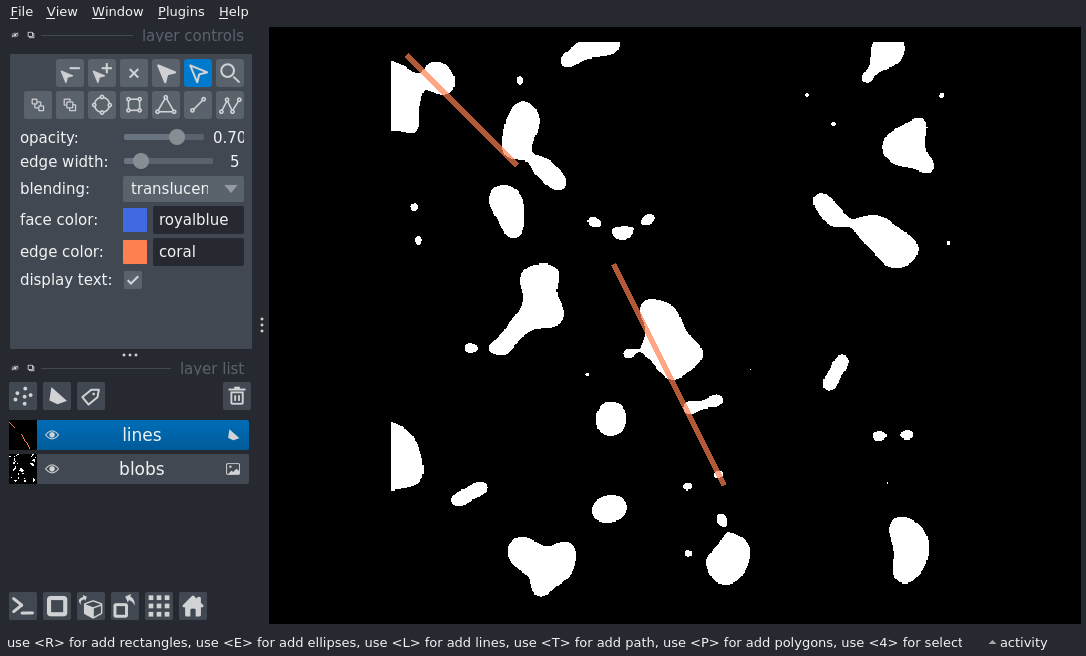 File View Window Plugins Help
layer controls
opacity: 0.70
edge width: 5
blending: translucen
face color: royalblue
edge color: coral
display text:
layer list
lines
blobs
use <R> for add rectangles, use <E> for add ellipses, use <L> for add lines, use <T> for add path, use <P> for add polygons, use <4> for select activity